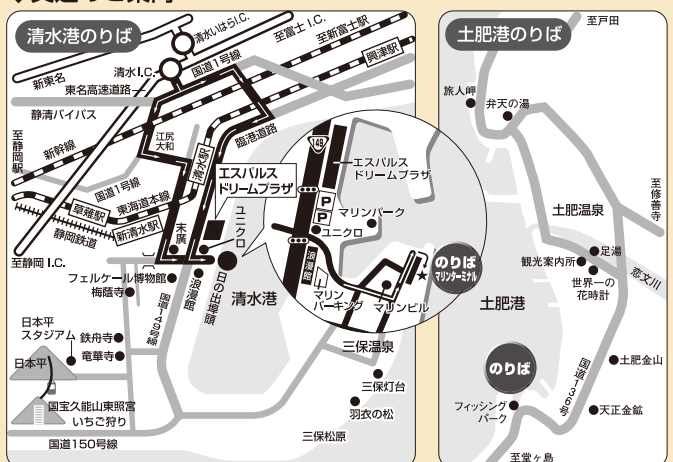 清水港のりば
清水いはらI.C.
至富士I.C.
至新富士駅
興津駅
国道1号線
清水I.C.
新東名
東名高速道路
静清バイパス
至静岡駅
新幹線
江尻大和
臨港道路
清水駅
エスパルス
ドリームプラザ
国道1号線
東海道本線
草薙駅
静岡鉄道
新清水駅
末廣
ユニクロ
至静岡I.C.
フェルケール博物館
梅蔭寺
国道149号線
浪漫館
日の出埠頭
清水港
日本平
スタジアム
鉄舟寺
竜華寺
日本平
国宝久能山東照宮
いちご狩り
国道150号線
149
エスパルス
ドリームプラザ
P
P
マリンパーク
ユニクロ
浪漫館
マリン
パーキング
マリンビル
のりば
マリンターミナル
三保温泉
三保灯台
羽衣の松
三保松原
土肥港のりば
至戸田
旅人岬
弁天の湯
至修善寺
土肥温泉
足湯
観光案内所
世界一の
花時計
恋文川
土肥港
のりば
国道136号
土肥金山
フィッシング
パーク
天正金鉱
至堂ヶ島